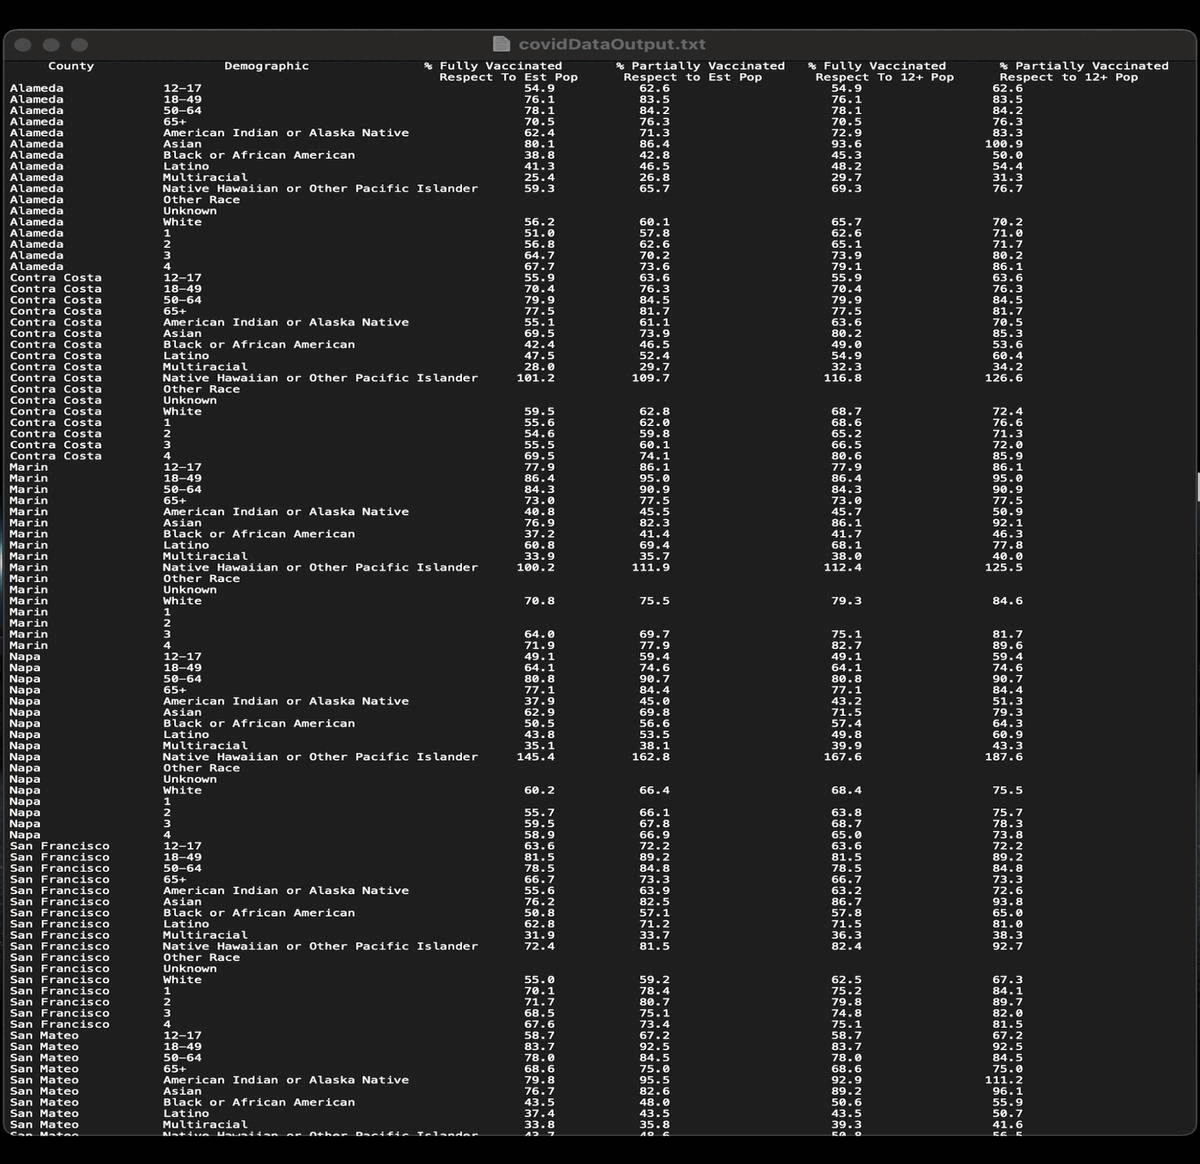 covidDataOutput.txt
County Demographic % Fully Vaccinated % Partially Vaccinated % Fully Vaccinated % Partially Vaccinated
Respect To Est Pop Respect to Est Pop Respect To 12+ Pop Respect to 12+ Pop
Alameda 12-17 54.9 62.6 54.9 62.6
Alameda 18-49 76.1 83.5 76.1 83.5
Alameda 50-64 78.1 84.2 78.1 84.2
Alameda 65+ 70.5 76.3 70.5 76.3
Alameda American Indian or Alaska Native 62.4 71.3 72.9 83.3
Alameda Asian 80.1 86.4 93.6 100.9
Alameda Black or African American 38.8 42.8 45.3 50.0
Alameda Latino 41.3 46.5 48.2 54.4
Alameda Multiracial 25.4 26.8 29.7 31.3
Alameda Native Hawaiian or Other Pacific Islander 59.3 65.7 69.3 76.7
Alameda Other Race
Alameda Unknown
Alameda White 56.2 60.1 65.7 70.2
Alameda 1 51.0 57.8 62.6 71.0
Alameda 2 56.8 62.6 65.1 71.7
Alameda 3 64.7 70.2 73.9 80.2
Alameda 4 67.7 73.6 79.1 86.1
Contra Costa 12-17 55.9 63.6 55.9 63.6
Contra Costa 18-49 70.4 76.3 70.4 76.3
Contra Costa 50-64 79.9 84.5 79.9 84.5
Contra Costa 65+ 77.5 81.7 77.5 81.7
Contra Costa American Indian or Alaska Native 55.1 61.1 63.6 70.5
Contra Costa Asian 69.5 73.9 80.2 85.3
Contra Costa Black or African American 42.4 46.5 49.0 53.6
Contra Costa Latino 47.5 52.4 54.9 60.4
Contra Costa Multiracial 28.0 29.7 32.3 34.2
Contra Costa Native Hawaiian or Other Pacific Islander 101.2 109.7 116.8 126.6
Contra Costa Other Race
Contra Costa Unknown
Contra Costa White 59.5 62.8 68.7 72.4
Contra Costa 1 55.6 62.0 68.6 76.6
Contra Costa 2 54.6 59.8 65.2 71.3
Contra Costa 3 55.5 60.1 66.5 72.0
Contra Costa 4 69.5 74.1 80.6 85.9
Marin 12-17 77.9 86.1 77.9 86.1
Marin 18-49 86.4 95.0 86.4 95.0
Marin 50-64 84.3 90.9 84.3 90.9
Marin 65+ 73.0 77.5 73.0 77.5
Marin American Indian or Alaska Native 40.8 45.5 45.7 50.9
Marin Asian 76.9 82.3 86.1 92.1
Marin Black or African American 37.2 41.4 41.7 46.3
Marin Latino 60.8 69.4 68.1 77.8
Marin Multiracial 33.9 35.7 38.0 40.0
Marin Native Hawaiian or Other Pacific Islander 100.2 111.9 112.4 125.5
Marin Other Race
Marin Unknown
Marin White 70.8 75.5 79.3 84.6
Marin 1
Marin 2
Marin 3 64.0 69.7 75.1 81.7
Marin 4 71.9 77.9 82.7 89.6
Napa 12-17 49.1 59.4 49.1 59.4
Napa 18-49 64.1 74.6 64.1 74.6
Napa 50-64 80.8 90.7 80.8 90.7
Napa 65+ 77.1 84.4 77.1 84.4
Napa American Indian or Alaska Native 37.9 45.0 43.2 51.3
Napa Asian 62.9 69.8 71.5 79.3
Napa Black or African American 50.5 56.6 57.4 64.3
Napa Latino 43.8 53.5 49.8 60.9
Napa Multiracial 35.1 38.1 39.9 43.3
Napa Native Hawaiian or Other Pacific Islander 145.4 162.8 167.6 187.6
Napa Other Race
Napa Unknown
Napa White 60.2 66.4 68.4 75.5
Napa 1
Napa 2 55.7 66.1 63.8 75.7
Napa 3 59.5 67.8 68.7 78.3
Napa 4 58.9 66.9 65.0 73.8
San Francisco 12-17 63.6 72.2 63.6 72.2
San Francisco 18-49 81.5 89.2 81.5 89.2
San Francisco 50-64 78.5 84.8 78.5 84.8
San Francisco 65+ 66.7 73.3 66.7 73.3
San Francisco American Indian or Alaska Native 55.6 63.9 63.2 72.6
San Francisco Asian 76.2 82.5 86.7 93.8
San Francisco Black or African American 50.8 57.1 57.8 65.0
San Francisco Latino 62.8 71.2 71.5 81.0
San Francisco Multiracial 31.9 33.7 36.3 38.3
San Francisco Native Hawaiian or Other Pacific Islander 72.4 81.5 82.4 92.7
San Francisco Other Race
San Francisco Unknown
San Francisco White 55.0 59.2 62.5 67.3
San Francisco 1 70.1 78.4 75.2 84.1
San Francisco 2 71.7 80.7 79.8 89.7
San Francisco 3 68.5 75.1 74.8 82.0
San Francisco 4 67.6 73.4 75.1 81.5
San Mateo 12-17 58.7 67.2 58.7 67.2
San Mateo 18-49 83.7 92.5 83.7 92.5
San Mateo 50-64 78.0 84.5 78.0 84.5
San Mateo 65+ 68.6 75.0 68.6 75.0
San Mateo American Indian or Alaska Native 79.8 95.5 92.9 111.2
San Mateo Asian 76.7 82.6 89.2 96.1
San Mateo Black or African American 43.5 48.0 50.6 55.9
San Mateo Latino 37.4 43.5 43.5 50.7
San Mateo Multiracial 33.8 35.8 39.3 41.6
San Mateo Native Hawaiian or Other Pacific Islander